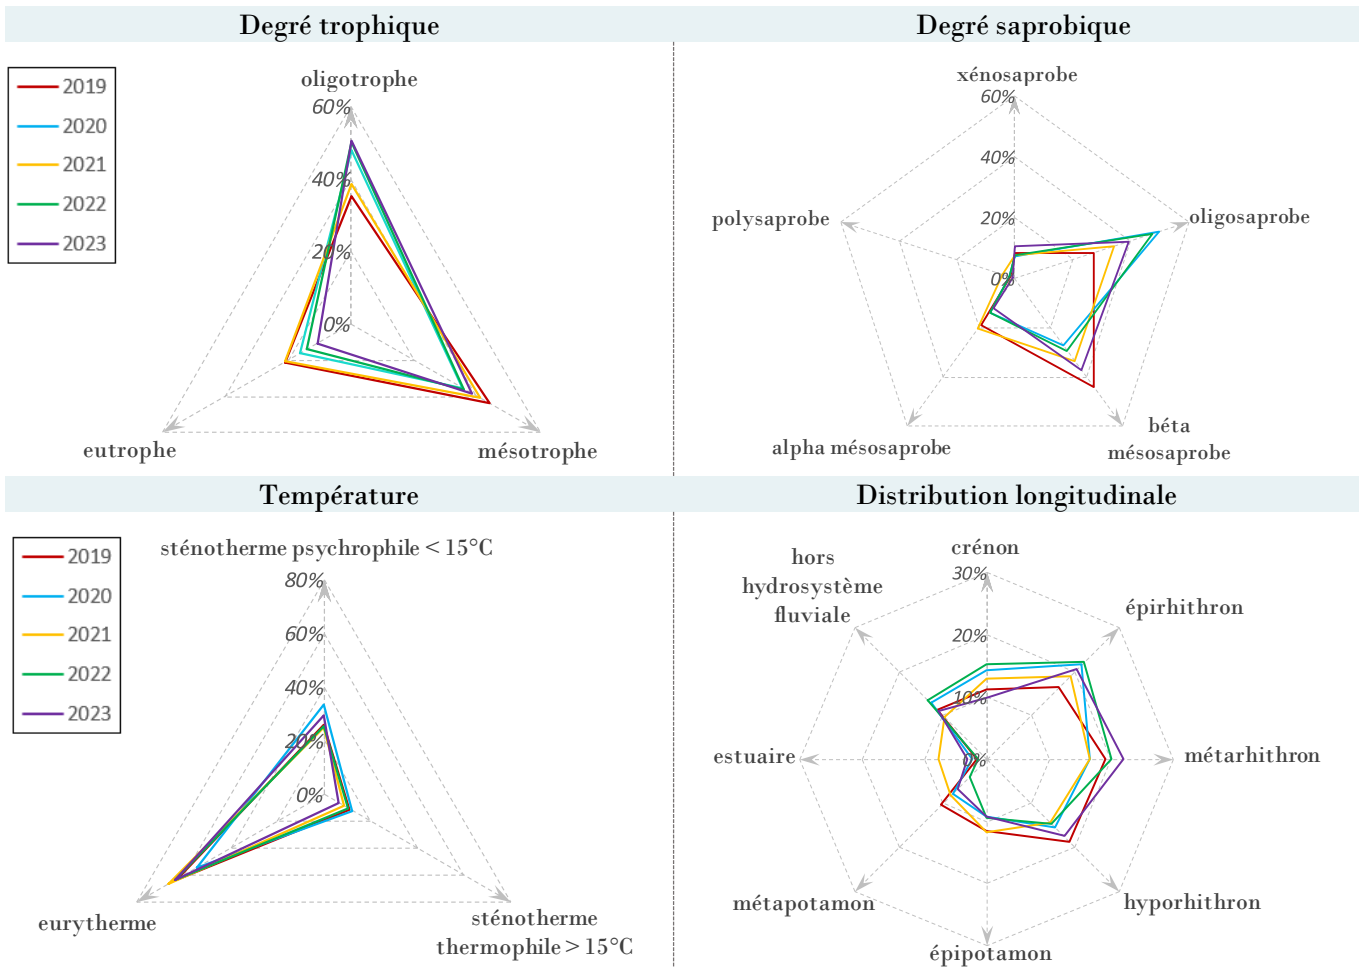 Degré trophique
Degré saprobique
2019
2020
2021
2022
2023
oligotrophe
60%
40%
20%
0%
eutrophe
mésotrophe
xénosaprobe
60%
40%
20%
0%
polysaprobe
oligosaprobe
alpha mésosaprobe
béta
mésosaprobe
Température
Distribution longitudinale
2019
2020
2021
2022
2023
sténotherme psychrophile < 15°C
80%
60%
40%
20%
0%
eurytherme
sténotherme
thermophile > 15°C
crénon
30%
20%
10%
0%
hors
hydrosystème
fluviale
épirhithron
estuaire
métarhithron
métapotamon
hyporhithron
épipotamon